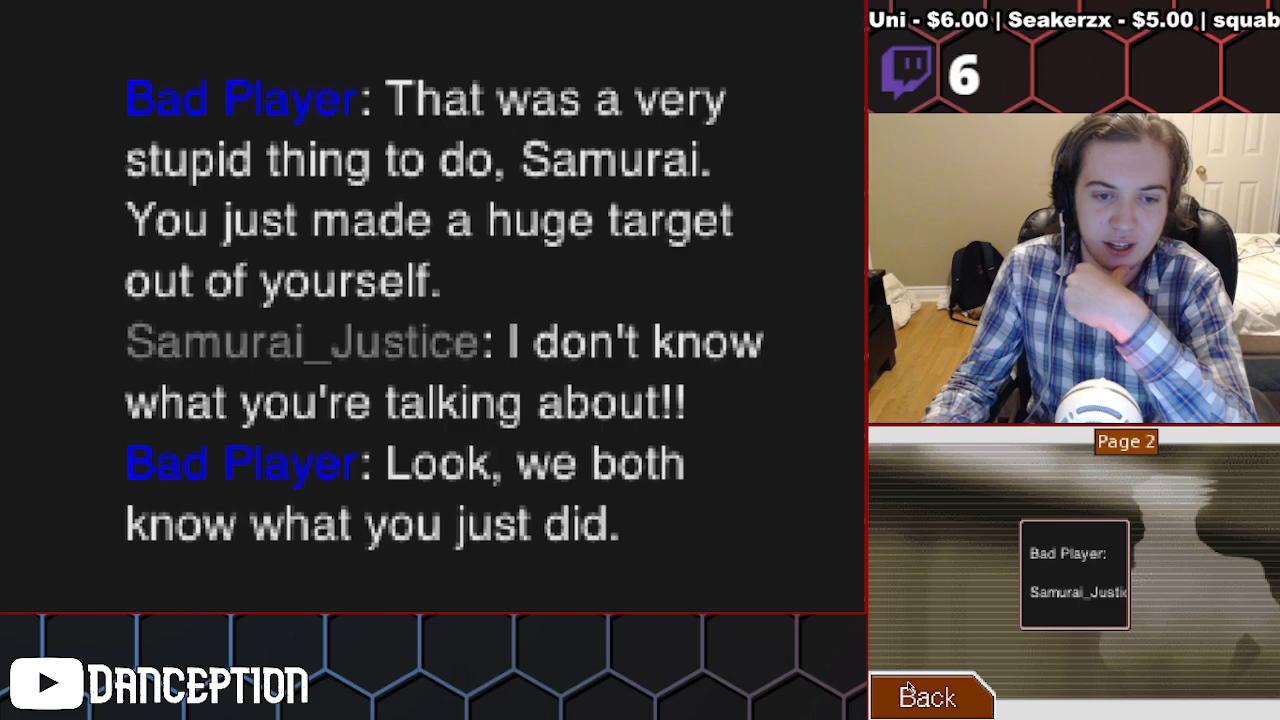 Uni - $6.00 | Seakerzx - $5.00 | squab
6
Bad Player: That was a very
stupid thing to do, Samurai.
You just made a huge target
out of yourself.
Samurai_Justice: I don't know
what you're talking about!!
Bad Player: Look, we both
know what you just did.
Page 2
Bad Player:
Samurai_Justic
Back
DANCEPTION